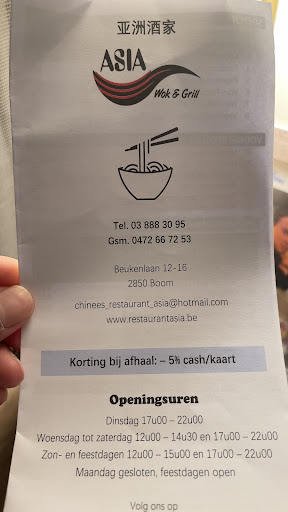 亚洲酒家
ASIA
Wok & Grill
Tel. 03 888 30 95
Gsm. 0472 66 72 53
Beukenlaan 12-16
2850 Boom
chinees_restaurant_asia@hotmail.com
www.restaurantasia.be
Korting bij afhaal: – 5% cash/kaart
Openingsuren
Dinsdag 17u00 – 22u00
Woensdag tot zaterdag 12u00 – 14u30 en 17u00 – 22u00
Zon- en feestdagen 12u00 – 15u00 en 17u00 – 22u00
Maandag gesloten, feestdagen open
Volg ons op